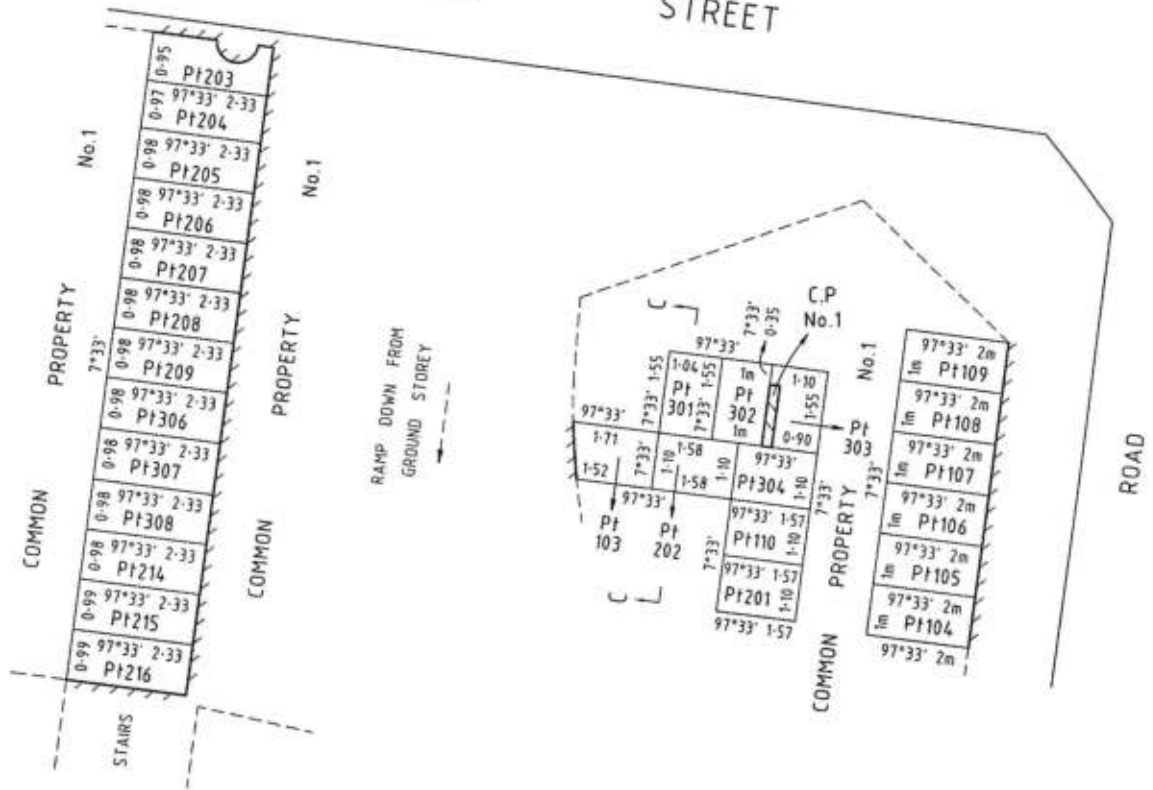 STREET
0·95
Pt203
0·97 97°33' 2·33
Pt204
0·98 97°33' 2·33
Pt205
0·98 97°33' 2·33
Pt206
0·98 97°33' 2·33
Pt207
0·98 97°33' 2·33
Pt208
0·98 97°33' 2·33
Pt209
0·98 97°33' 2·33
Pt306
0·98 97°33' 2·33
Pt307
0·98 97°33' 2·33
Pt308
0·98 97°33' 2·33
Pt214
0·99 97°33' 2·33
Pt215
0·99 97°33' 2·33
Pt216
STAIRS
7°33'
COMMON PROPERTY No.1
COMMON PROPERTY No.1
RAMP DOWN FROM
GROUND STOREY
C
97°33'
7°33'
0·35
C.P
No.1
7°33' 1·55
1·04
Pt
301
7°33' 1·55
1m
Pt
302
1m
1·10
1·55
0·90
Pt
303
97°33'
1·71
1·52
7°33'
1·58
1·10
1·58
1·10
97°33'
Pt304
1·10
97°33'
Pt
103
Pt
202
C
7°33'
97°33' 1·57
Pt110
1·10
97°33' 1·57
Pt201
1·10
97°33' 1·57
7°33'
COMMON PROPERTY No.1
7°33'
97°33' 2m
1m Pt109
97°33' 2m
1m Pt108
97°33' 2m
1m Pt107
97°33' 2m
1m Pt106
97°33' 2m
1m Pt105
97°33' 2m
1m Pt104
97°33' 2m
ROAD